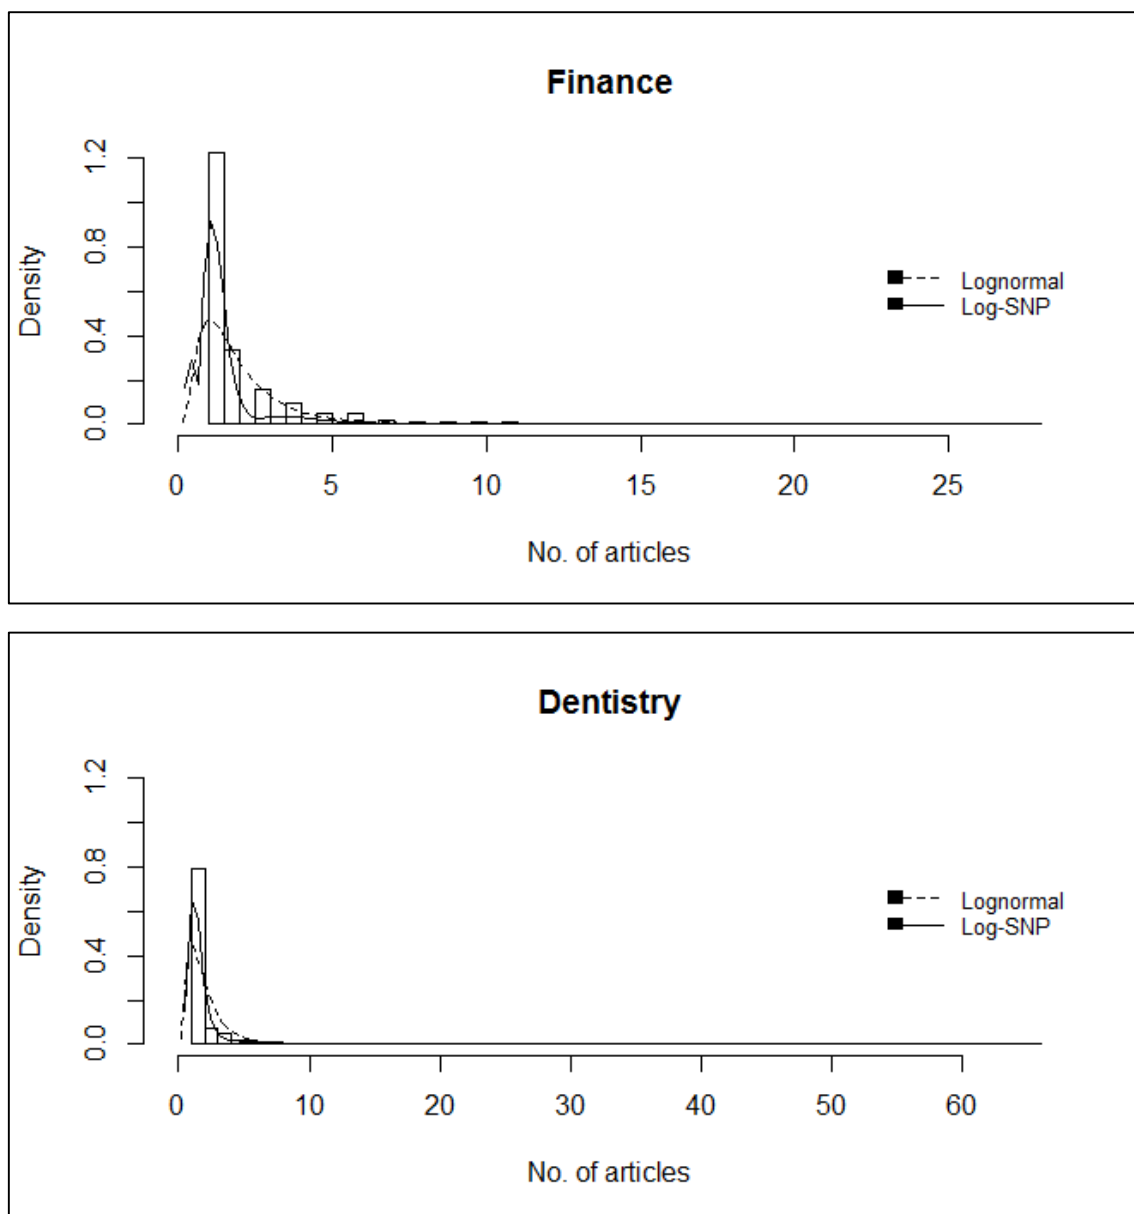 Finance
1.2
0.8
0.4
0.0
Density
Lognormal
Log-SNP
0 5 10 15 20 25
No. of articles
Dentistry
1.2
0.8
0.4
0.0
Density
Lognormal
Log-SNP
0 10 20 30 40 50 60
No. of articles